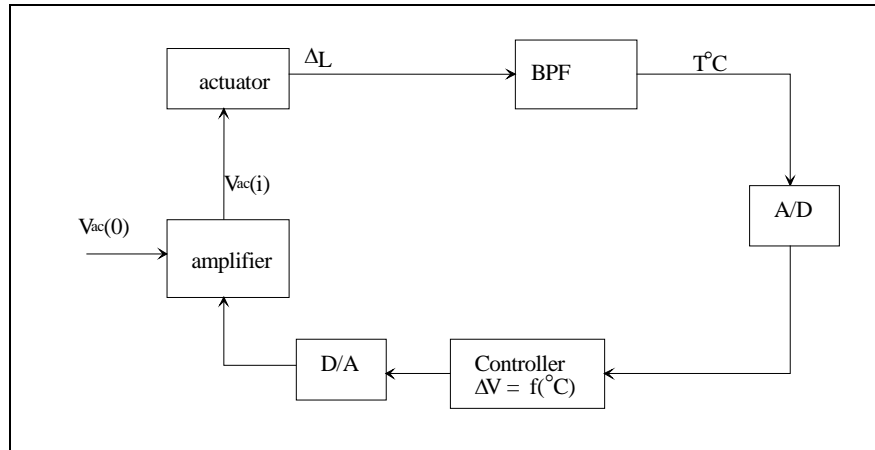 ΔL
actuator
BPF
T°C
Vac(i)
A/D
Vac(0)
amplifier
D/A
Controller
ΔV = f(°C)